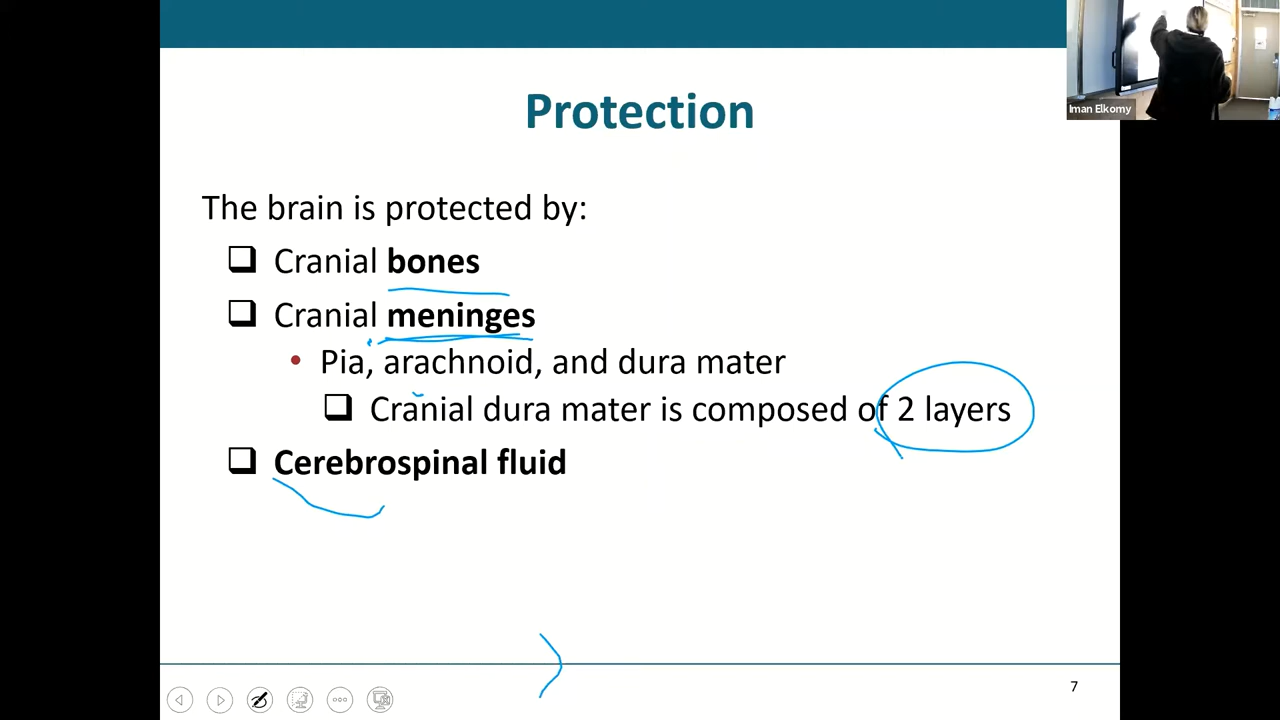 Protection
Iman Elkomy
The brain is protected by:
Cranial bones
Cranial meninges
Pia, arachnoid, and dura mater
Cranial dura mater is composed of 2 layers
Cerebrospinal fluid
7